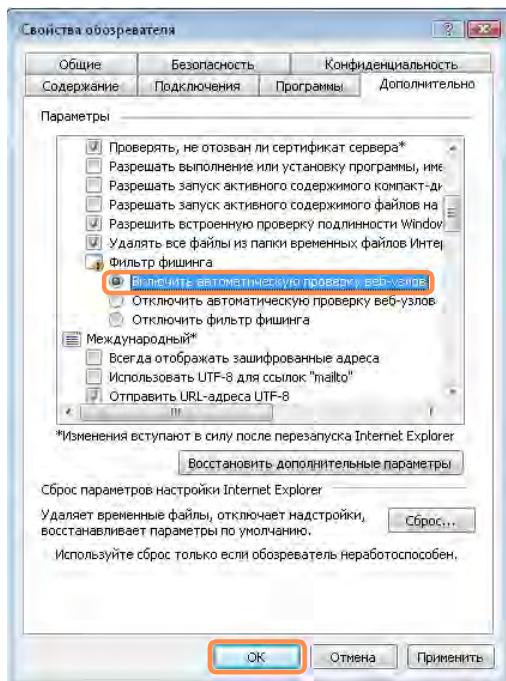 Свойства обозревателя
Общие
Безопасность
Конфиденциальность
Содержание
Подключения
Программы
Дополнительно
Параметры
Проверять, не отозван ли сертификат сервера*
Разрешать выполнение или установку программы, име
Разрешать запуск активного содержимого компакт-ди
Разрешать запуск активного содержимого файлов на
Разрешить встроенную проверку подлинности Window
Удалять все файлы из папки временных файлов Интер
Фильтр фишинга
Включить автоматическую проверку веб-узлов
Отключить автоматическую проверку веб-узлов
Отключить фильтр фишинга
Международный*
Всегда отображать зашифрованные адреса
Использовать UTF-8 для ссылок "mailto"
Отправить URL-адреса UTF-8
*Изменения вступают в силу после перезапуска Internet Explorer
Восстановить дополнительные параметры
Сброс параметров настройки Internet Explorer
Удаляет временные файлы, отключает надстройки,
восстанавливает параметры по умолчанию.
Сброс...
Используйте сброс только если обозреватель неработоспособен.
ОК
Отмена
Применить